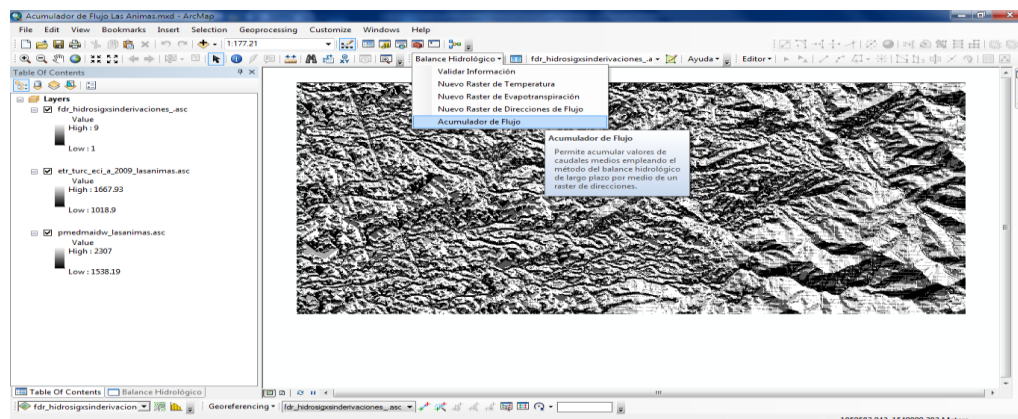 Acumulador de Flujo Las Animas.mxd - ArcMap
File Edit View Bookmarks Insert Selection Geoprocessing Customize Windows Help
1:177.21
Balance Hidrológico fdr_hidrosigxsinderivaciones_.a Ayuda Editor
Table Of Contents
Validar Información
Nuevo Raster de Temperatura
Nuevo Raster de Evapotranspiración
Nuevo Raster de Direcciones de Flujo
Acumulador de Flujo
Acumulador de Flujo
Permite acumular valores de
caudales medios empleando el
método del balance hidrológico
de largo plazo por medio de un
raster de direcciones.
Layers
fdr_hidrosigxsinderivaciones_.asc
Value
High : 9
Low : 1
etr_turc_eci_a_2009_lasanimas.asc
Value
High : 1667.93
Low : 1018.9
pmedmaidw_lasanimas.asc
Value
High : 2307
Low : 1538.19
Table Of Contents Balance Hidrológico
fdr_hidrosigxsinderivacion Georeferencing fdr_hidrosigxsinderivaciones_.asc